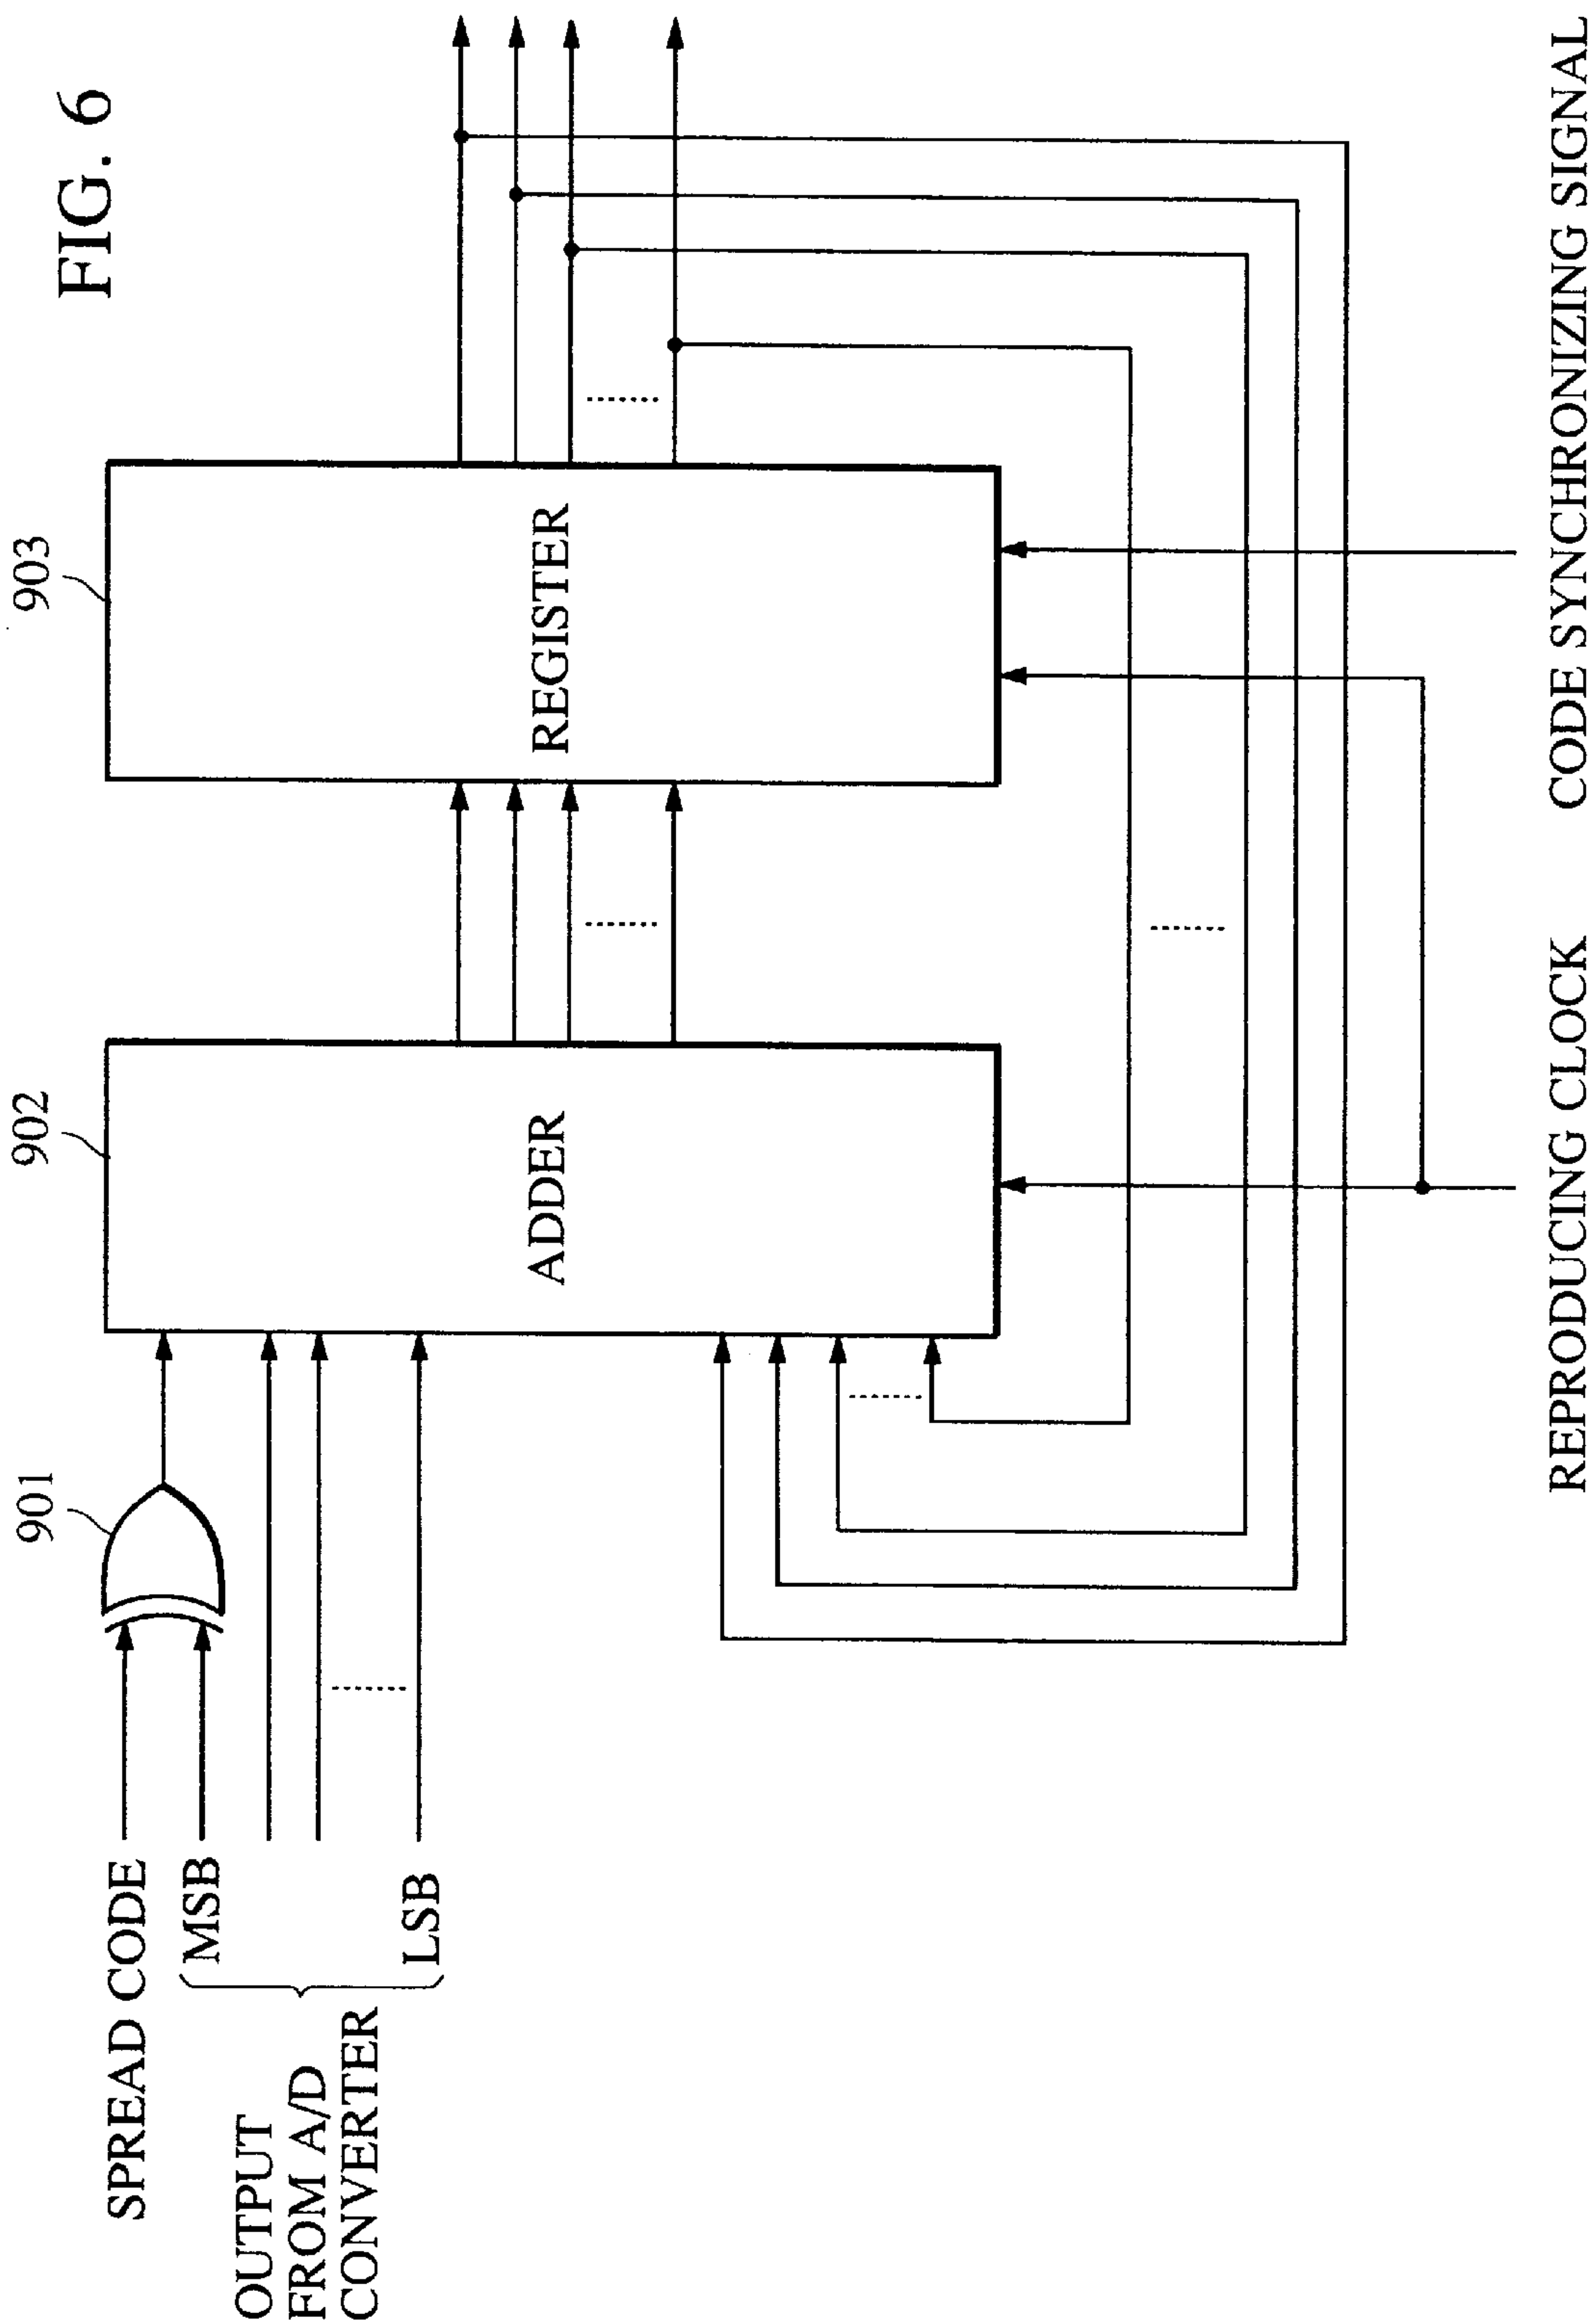 FIG. 6
901
902
903
SPREAD CODE
MSB
LSB
OUTPUT
FROM A/D
CONVERTER
ADDER
REGISTER
REPRODUCING CLOCK
CODE SYNCHRONIZING SIGNAL